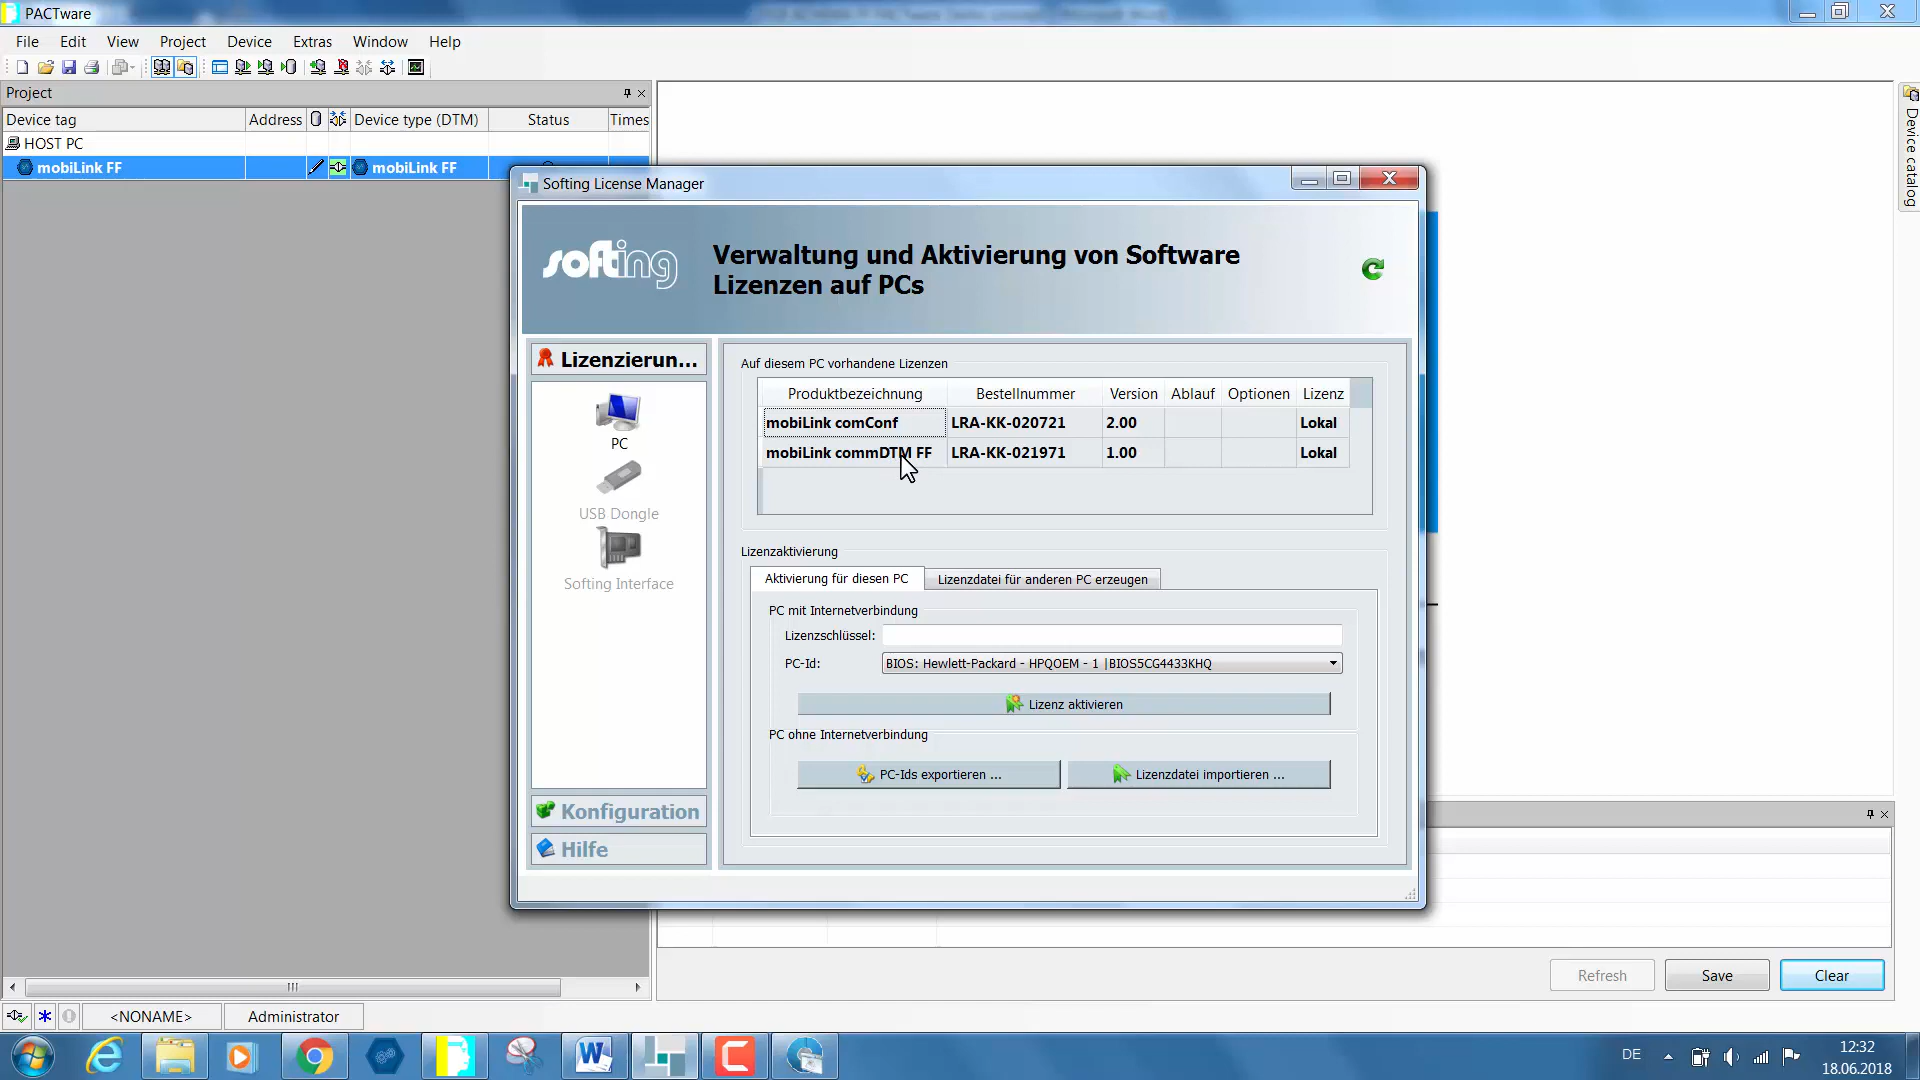 PACTware
File Edit View Project Device Extras Window Help
Project
Device tag Address Device type (DTM) Status Times
HOST PC
mobiLink FF mobiLink FF
Softing License Manager
softing
Verwaltung und Aktivierung von Software
Lizenzen auf PCs
Lizenzierun...
PC
USB Dongle
Softing Interface
Konfiguration
Hilfe
Auf diesem PC vorhandene Lizenzen
Produktbezeichnung Bestellnummer Version Ablauf Optionen Lizenz
mobiLink comConf LRA-KK-020721 2.00 Lokal
mobiLink commDTM FF LRA-KK-021971 1.00 Lokal
Lizenzaktivierung
Aktivierung für diesen PC Lizenzdatei für anderen PC erzeugen
PC mit Internetverbindung
Lizenzschlüssel:
PC-Id: BIOS: Hewlett-Packard - HPQOEM - 1 |BIOS5CG4433KHQ
Lizenz aktivieren
PC ohne Internetverbindung
PC-Ids exportieren ... Lizenzdatei importieren ...
Device catalog
Refresh Save Clear
<NONAME> Administrator
DE
12:32
18.06.2018